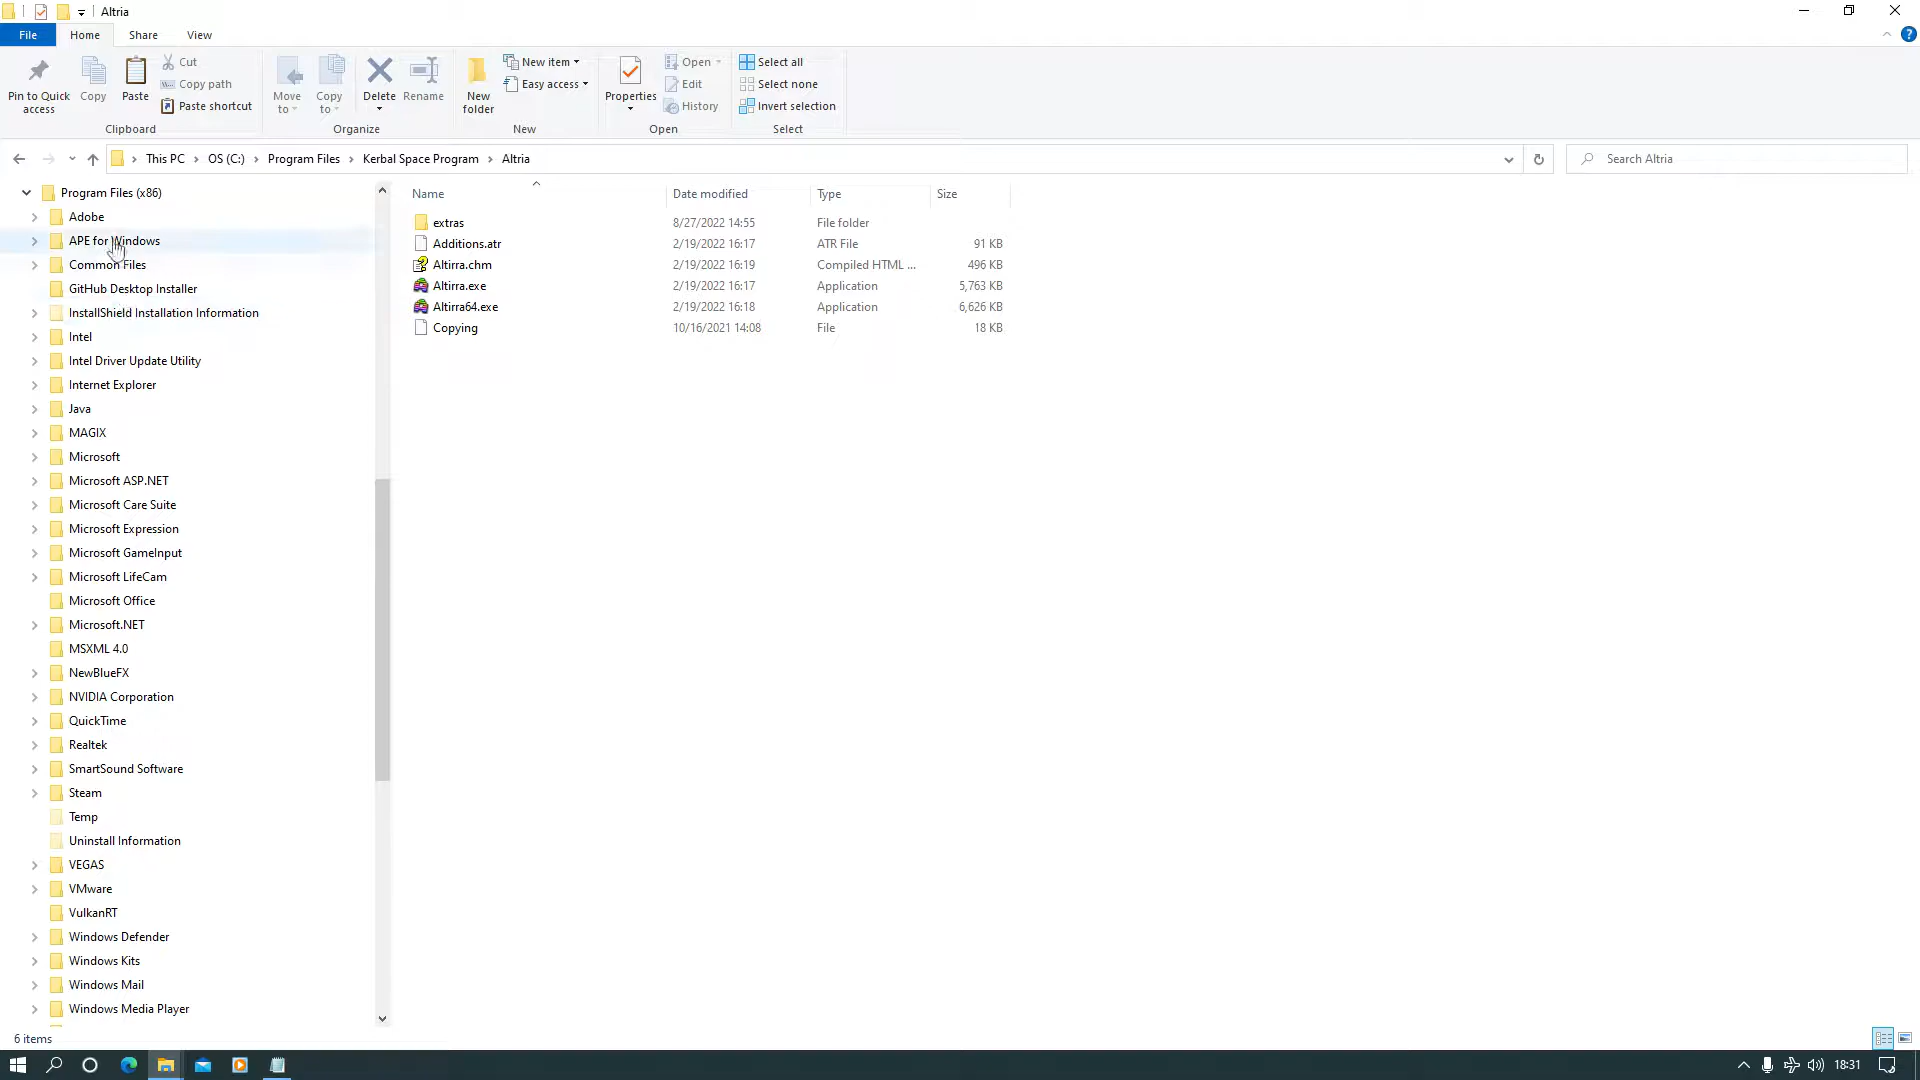 Altria
File Home Share View
Pin to Quick access
Copy
Paste
Cut
Copy path
Paste shortcut
Clipboard
Move to
Copy to
Delete
Rename
Organize
New folder
New item
Easy access
New
Properties
Open
Edit
History
Open
Select all
Select none
Invert selection
Select
This PC > OS (C:) > Program Files > Kerbal Space Program > Altria
Search Altria
Program Files (x86)
Adobe
APE for Windows
Common Files
GitHub Desktop Installer
InstallShield Installation Information
Intel
Intel Driver Update Utility
Internet Explorer
Java
MAGIX
Microsoft
Microsoft ASP.NET
Microsoft Care Suite
Microsoft Expression
Microsoft GameInput
Microsoft LifeCam
Microsoft Office
Microsoft.NET
MSXML 4.0
NewBlueFX
NVIDIA Corporation
QuickTime
Realtek
SmartSound Software
Steam
Temp
Uninstall Information
VEGAS
VMware
VulkanRT
Windows Defender
Windows Kits
Windows Mail
Windows Media Player
Name Date modified Type Size
extras 8/27/2022 14:55 File folder
Additions.atr 2/19/2022 16:17 ATR File 91 KB
Altirra.chm 2/19/2022 16:19 Compiled HTML ... 496 KB
Altirra.exe 2/19/2022 16:17 Application 5,763 KB
Altirra64.exe 2/19/2022 16:18 Application 6,626 KB
Copying 10/16/2021 14:08 File 18 KB
6 items
18:31